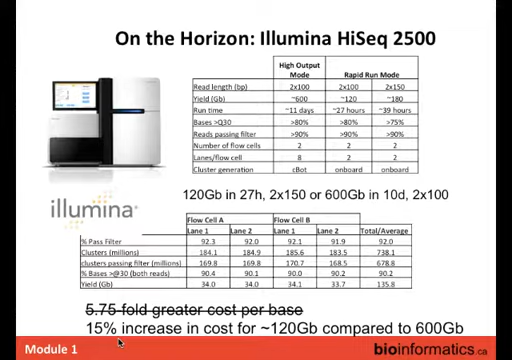 On the Horizon: Illumina HiSeq 2500
High Output Mode Rapid Run Mode
Read length (bp) 2x100 2x100 2x150
Yield (Gb) ~600 ~120 ~180
Run time ~11 days ~27 hours ~39 hours
Bases >Q30 >80% >80% >75%
Reads passing filter >90% >90% >90%
Number of flow cells 2 2 2
Lanes/flow cell 8 2 2
Cluster generation cBot onboard onboard
illumina
120Gb in 27h, 2x150 or 600Gb in 10d, 2x100
Flow Cell A Flow Cell B
Lane 1 Lane 2 Lane 1 Lane 2 Total/Average
% Pass Filter 92.3 92.0 92.1 91.9 92.0
Clusters (millions) 184.1 184.9 185.6 183.5 738.1
clusters passing filter (millions) 169.8 169.8 170.7 168.5 678.8
% Bases >@30 (both reads) 90.4 90.1 90.0 90.2 90.2
Yield (Gb) 34.0 34.0 34.1 33.7 135.8
5.75-fold greater cost per base
15% increase in cost for ~120Gb compared to 600Gb
Module 1 bioinformatics.ca